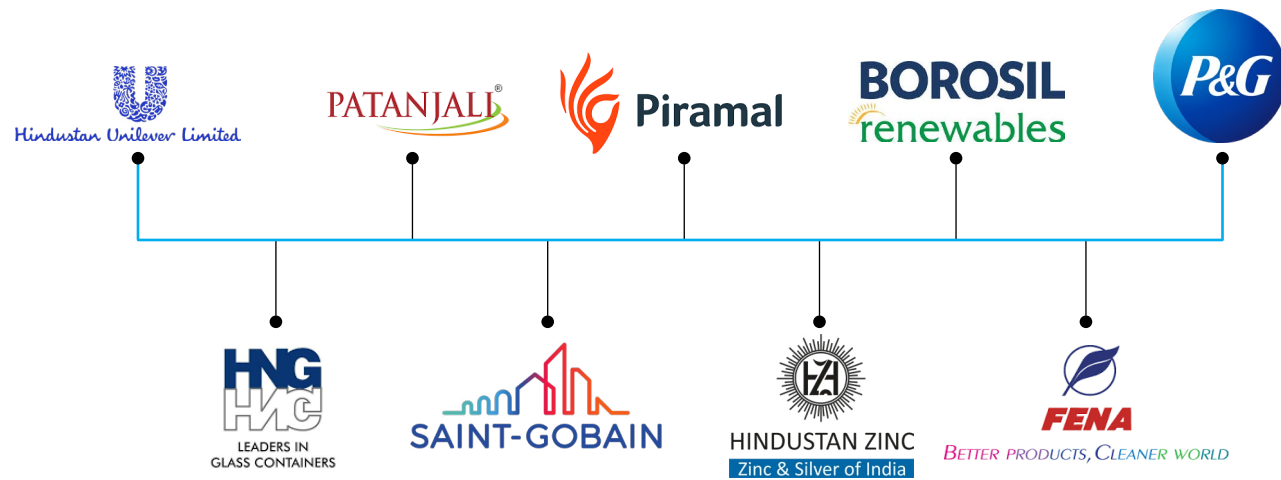 Hindustan Unilever Limited
PATANJALI®
Piramal
BOROSIL
renewables
P&G
HNG
HNG
LEADERS IN
GLASS CONTAINERS
SAINT-GOBAIN
HINDUSTAN ZINC
Zinc & Silver of India
FENA
BETTER PRODUCTS, CLEANER WORLD